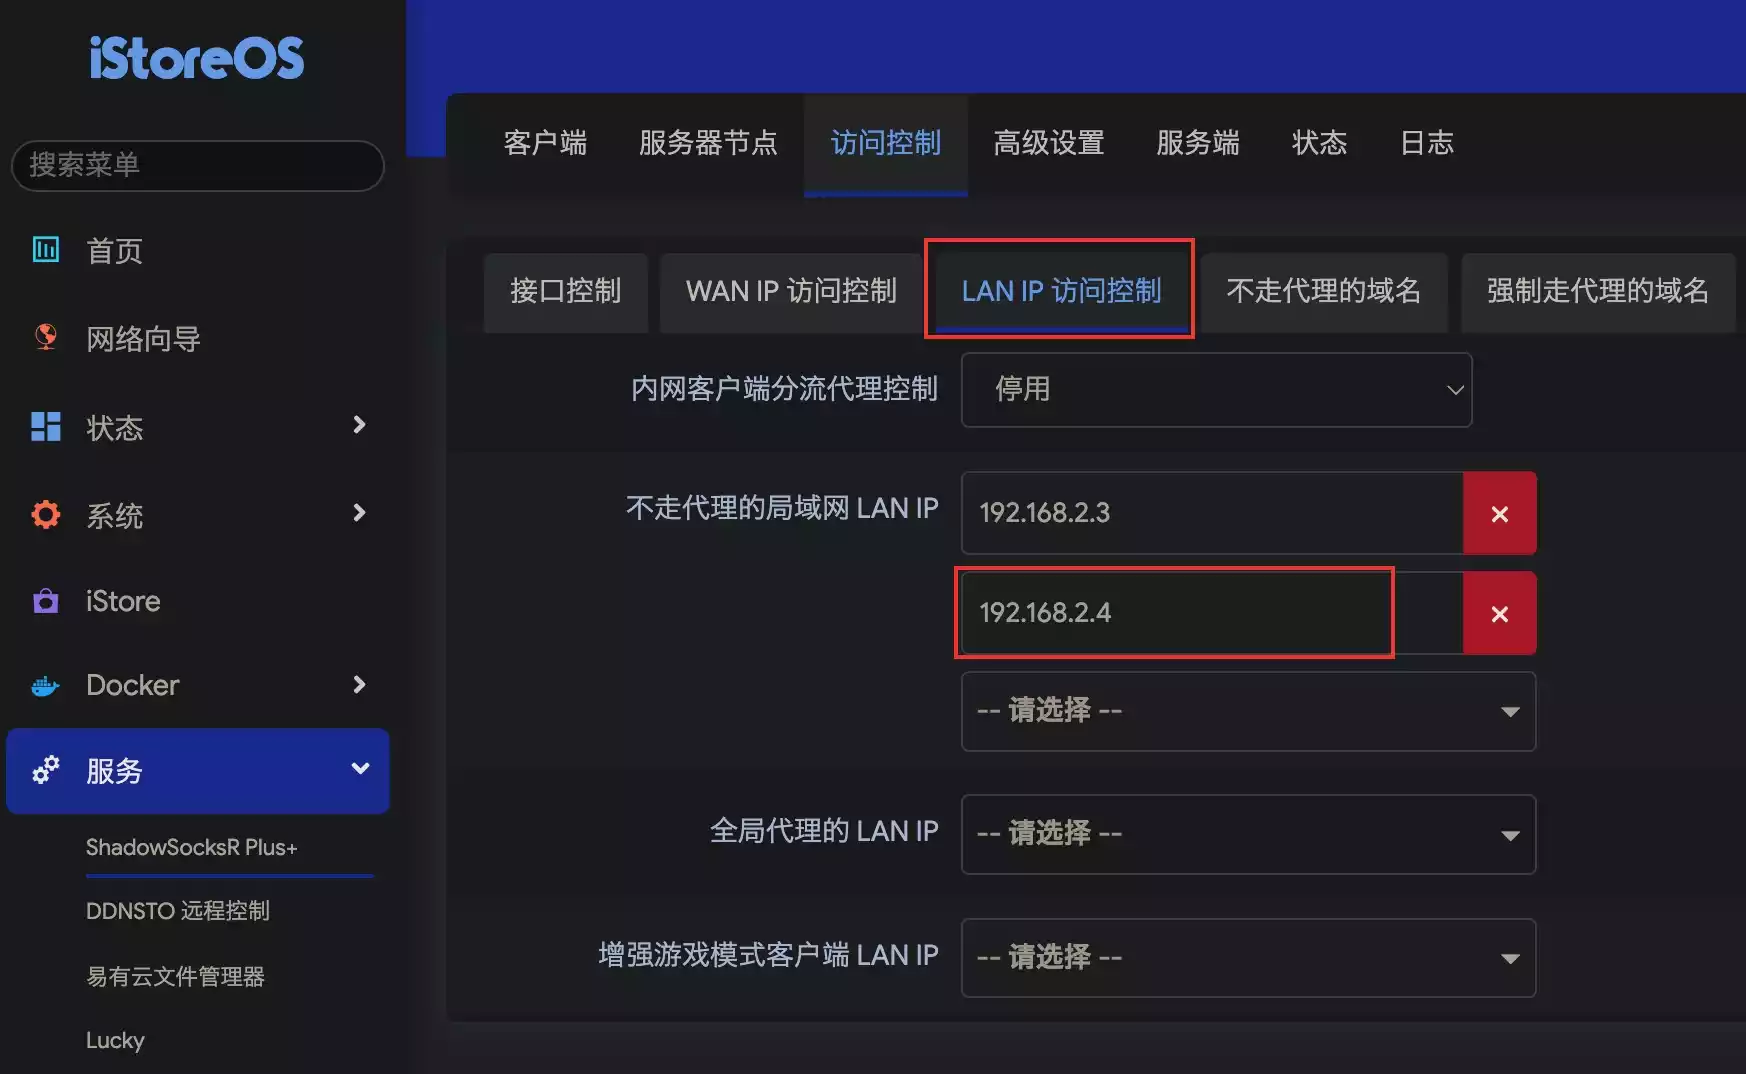 iStoreOS
搜索菜单
首页
网络向导
状态
系统
iStore
Docker
服务
ShadowSocksR Plus+
DDNSTO 远程控制
易有云文件管理器
Lucky
客户端 服务器节点 访问控制 高级设置 服务端 状态 日志
接口控制 WAN IP 访问控制 LAN IP 访问控制 不走代理的域名 强制走代理的域名
内网客户端分流代理控制 停用
不走代理的局域网 LAN IP 192.168.2.3 ×
192.168.2.4 ×
-- 请选择 --
全局代理的 LAN IP -- 请选择 --
增强游戏模式客户端 LAN IP -- 请选择 --